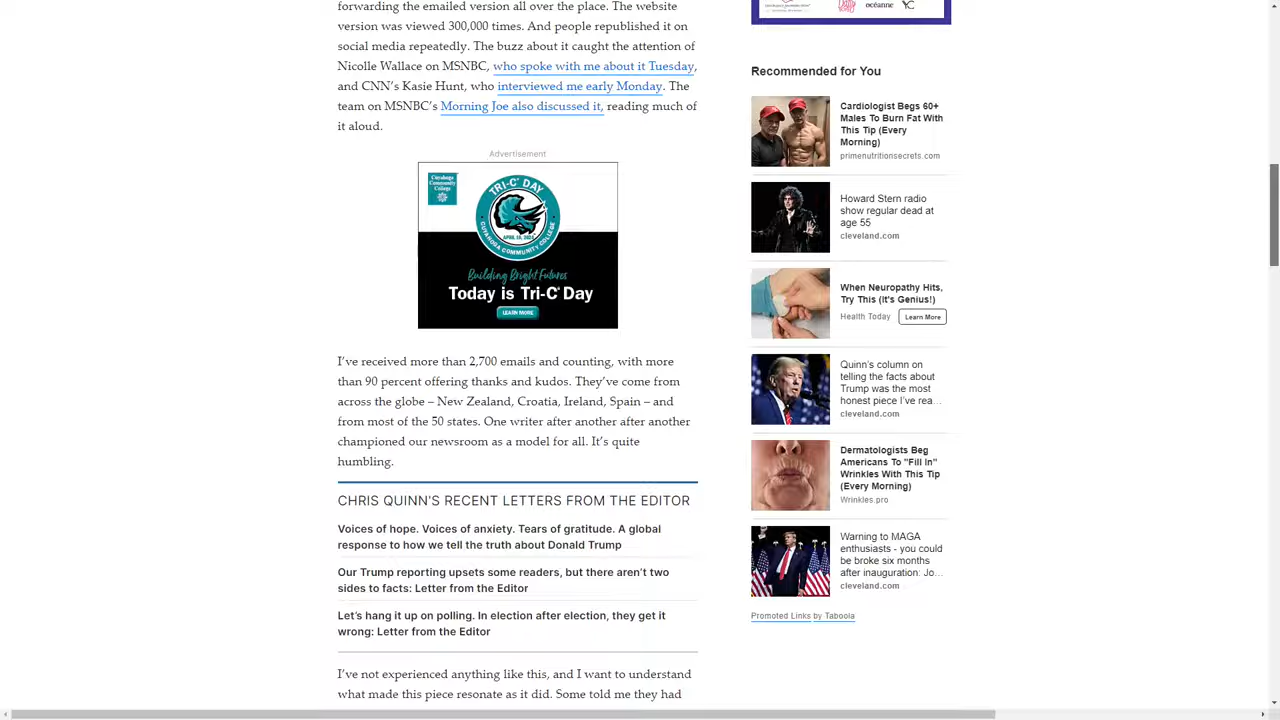 forwarding the emailed version all over the place. The website
version was viewed 300,000 times. And people republished it on
social media repeatedly. The buzz about it caught the attention of
Nicolle Wallace on MSNBC, who spoke with me about it Tuesday,
and CNN's Kasie Hunt, who interviewed me early Monday. The
team on MSNBC's Morning Joe also discussed it, reading much of
it aloud.
Advertisement
Cuyahoga
Community
College
TRI-C® DAY
APRIL 10, 2024
CUYAHOGA COMMUNITY COLLEGE
Building Bright Futures
Today is Tri-C® Day
LEARN MORE
I've received more than 2,700 emails and counting, with more
than 90 percent offering thanks and kudos. They've come from
across the globe – New Zealand, Croatia, Ireland, Spain – and
from most of the 50 states. One writer after another after another
championed our newsroom as a model for all. It's quite
humbling.
CHRIS QUINN'S RECENT LETTERS FROM THE EDITOR
Voices of hope. Voices of anxiety. Tears of gratitude. A global
response to how we tell the truth about Donald Trump
Our Trump reporting upsets some readers, but there aren't two
sides to facts: Letter from the Editor
Let's hang it up on polling. In election after election, they get it
wrong: Letter from the Editor
I've not experienced anything like this, and I want to understand
what made this piece resonate as it did. Some told me they had
océanne
YC
Recommended for You
Cardiologist Begs 60+
Males To Burn Fat With
This Tip (Every
Morning)
primenutritionsecrets.com
Howard Stern radio
show regular dead at
age 55
cleveland.com
When Neuropathy Hits,
Try This (It's Genius!)
Health Today
Learn More
Quinn's column on
telling the facts about
Trump was the most
honest piece I've rea...
cleveland.com
Dermatologists Beg
Americans To "Fill In"
Wrinkles With This Tip
(Every Morning)
Wrinkles.pro
Warning to MAGA
enthusiasts - you could
be broke six months
after inauguration: Jo...
cleveland.com
Promoted Links by Taboola